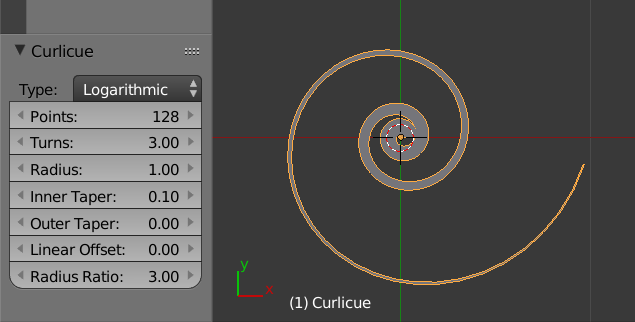 Curlicue
Type: Logarithmic
Points: 128
Turns: 3.00
Radius: 1.00
Inner Taper: 0.10
Outer Taper: 0.00
Linear Offset: 0.00
Radius Ratio: 3.00
y
x
(1) Curlicue